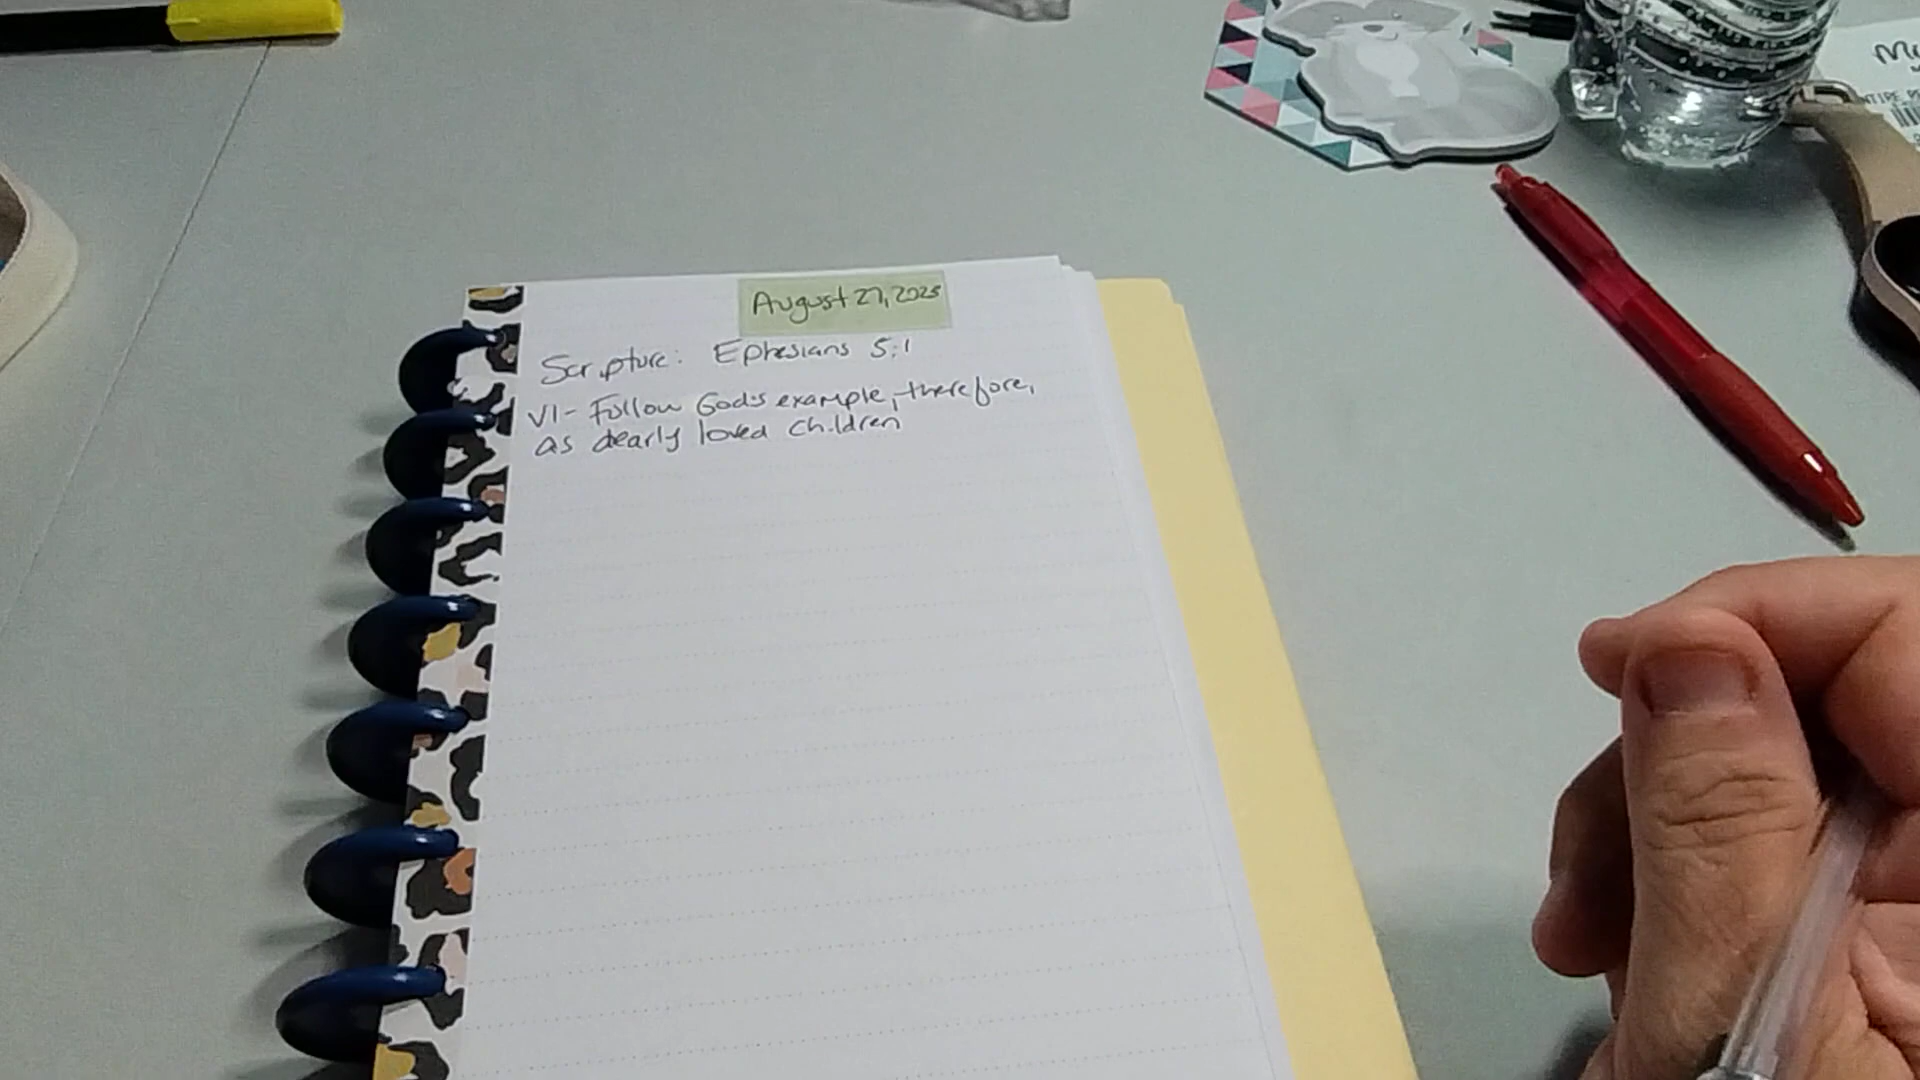 August 27, 2025
Scripture: Ephesians 5:1
V1- Follow God's example, therefore,
as dearly loved children